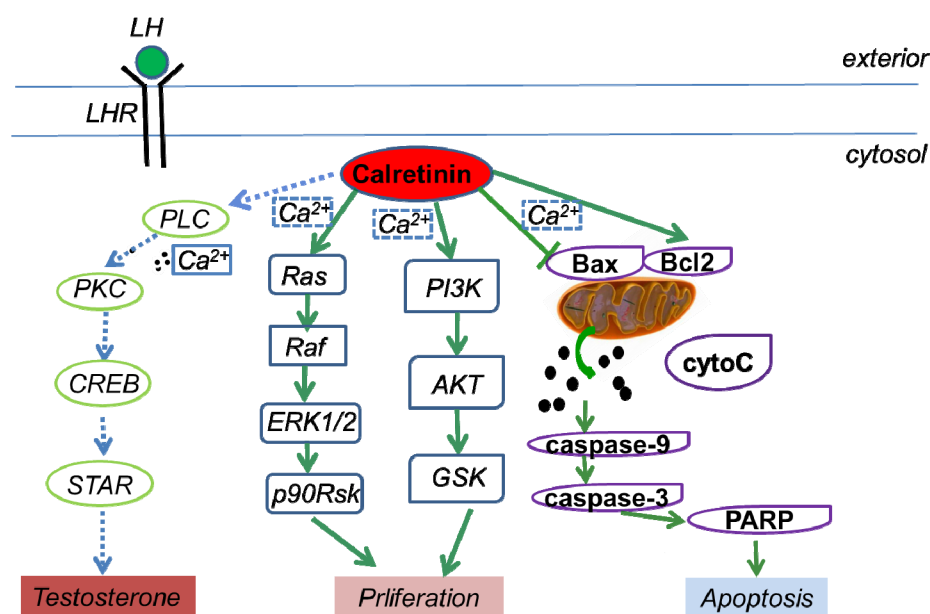 LH
exterior
LHR
cytosol
Calretinin
PLC
Ca2+
Ca2+
Ca2+
Ca2+
PKC
Ras
PI3K
Bax
Bcl2
Raf
cytoC
CREB
AKT
ERK1/2
caspase-9
STAR
p90Rsk
GSK
caspase-3
PARP
Testosterone
Prliferation
Apoptosis